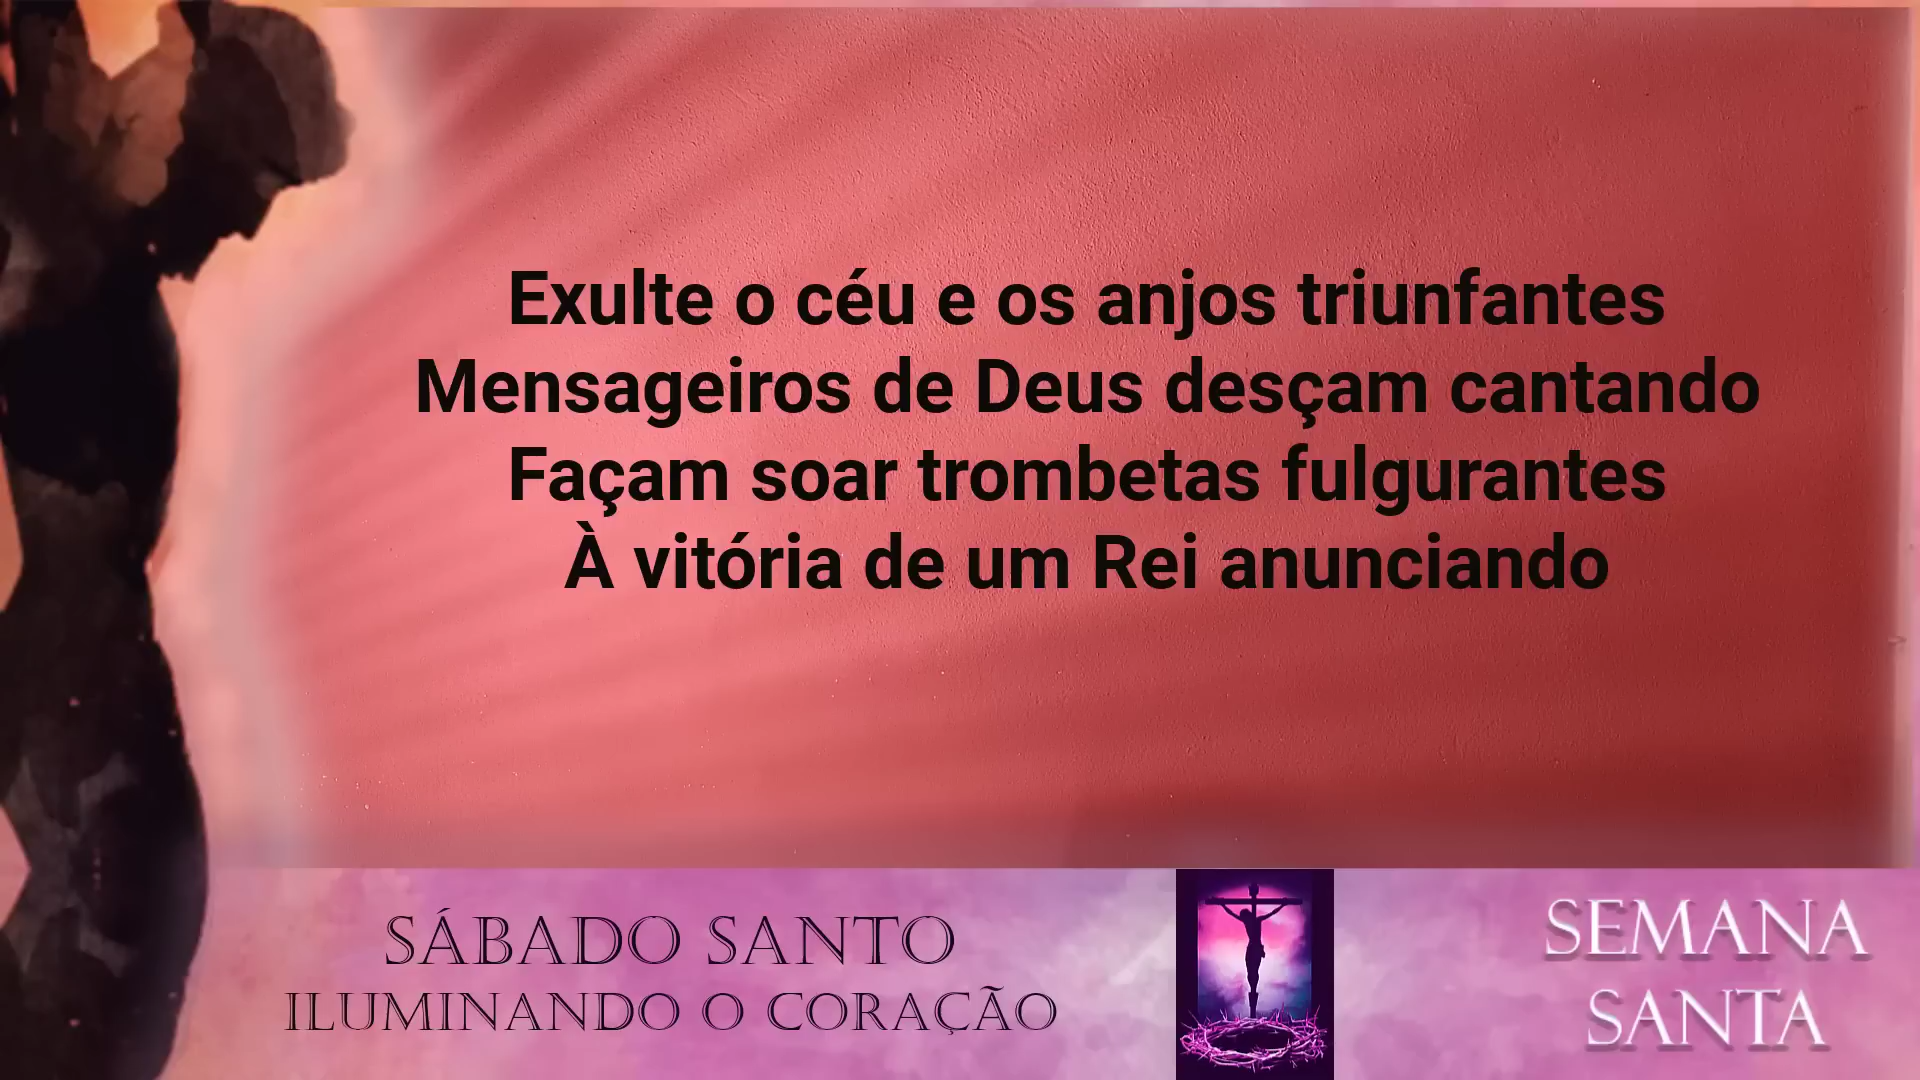 Exulte o céu e os anjos triunfantes
Mensageiros de Deus desçam cantando
Façam soar trombetas fulgurantes
À vitória de um Rei anunciando
SÁBADO SANTO
ILUMINANDO O CORAÇÃO
SEMANA
SANTA